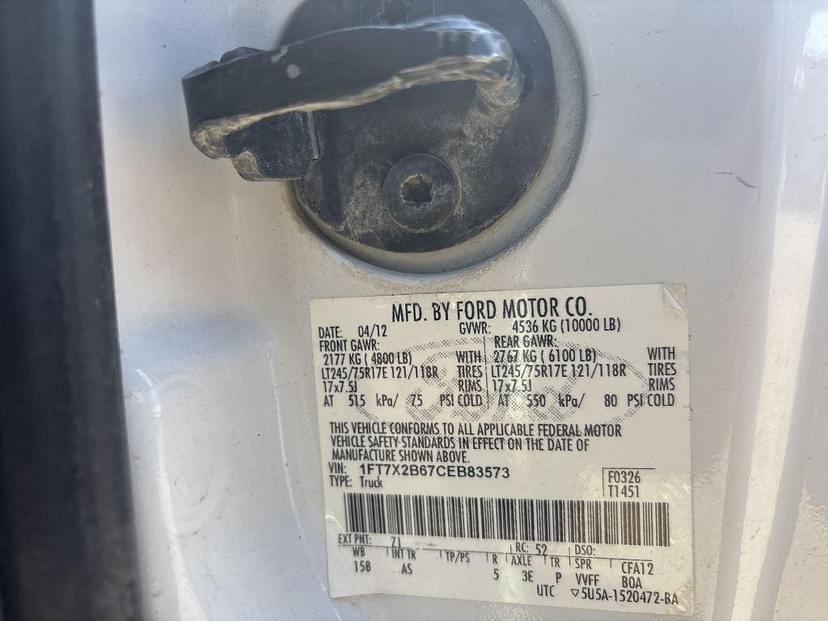 MFD. BY FORD MOTOR CO.
DATE: 04/12 GVWR: 4536 KG (10000 LB)
FRONT GAWR: REAR GAWR:
2177 KG ( 4800 LB) WITH 2767 KG ( 6100 LB) WITH
LT245/75R17E 121/118R TIRES LT245/75R17E 121/118R TIRES
17x7.5J RIMS 17x7.5J RIMS
AT 515 kPa/ 75 PSI COLD AT 550 kPa/ 80 PSI COLD
THIS VEHICLE CONFORMS TO ALL APPLICABLE FEDERAL MOTOR
VEHICLE SAFETY STANDARDS IN EFFECT ON THE DATE OF
MANUFACTURE SHOWN ABOVE.
VIN: 1FT7X2B67CEB83573
TYPE: Truck
F0326
T1451
EXT PNT: Z1 RC: 52 DSO:
WB INT TR TP/PS R AXLE TR SPR CFA12
158 AS 5 3E P VVFF BOA
UTC ▽5U5A-1520472-BA